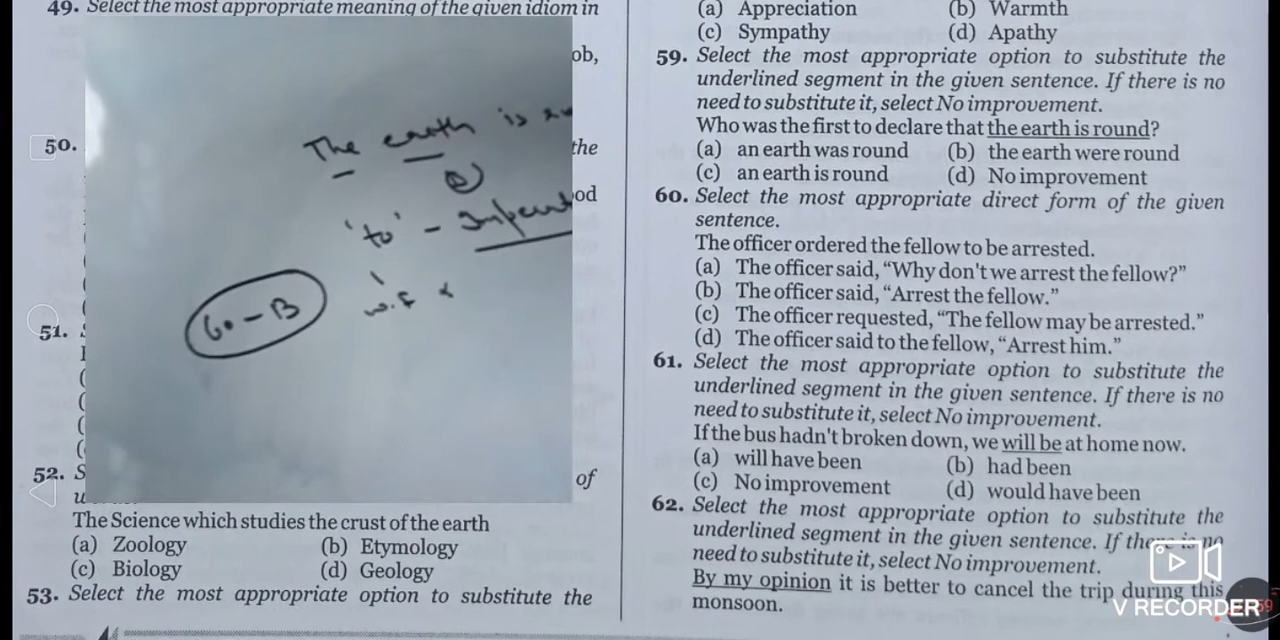 49. Select the most appropriate meaning of the given idiom in
ob,
50.
the
od
51.
52. S
of
u
The Science which studies the crust of the earth
(a) Zoology (b) Etymology
(c) Biology (d) Geology
53. Select the most appropriate option to substitute the
The earth is
'to' -
60-B
(a) Appreciation (b) Warmth
(c) Sympathy (d) Apathy
59. Select the most appropriate option to substitute the
underlined segment in the given sentence. If there is no
need to substitute it, select No improvement.
Who was the first to declare that the earth is round?
(a) an earth was round (b) the earth were round
(c) an earth is round (d) No improvement
60. Select the most appropriate direct form of the given
sentence.
The officer ordered the fellow to be arrested.
(a) The officer said, “Why don't we arrest the fellow?”
(b) The officer said, “Arrest the fellow.”
(c) The officer requested, “The fellow may be arrested.”
(d) The officer said to the fellow, “Arrest him.”
61. Select the most appropriate option to substitute the
underlined segment in the given sentence. If there is no
need to substitute it, select No improvement.
If the bus hadn't broken down, we will be at home now.
(a) will have been (b) had been
(c) No improvement (d) would have been
62. Select the most appropriate option to substitute the
underlined segment in the given sentence. If there is no
need to substitute it, select No improvement.
By my opinion it is better to cancel the trip during this
monsoon.
V RECORDER